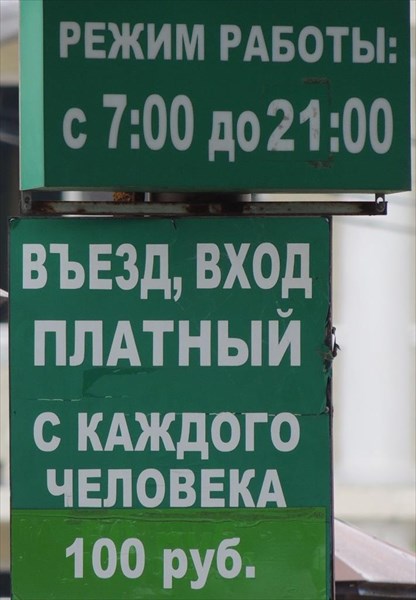 РЕЖИМ РАБОТЫ:
с 7:00 до 21:00
ВЪЕЗД, ВХОД
ПЛАТНЫЙ
С КАЖДОГО
ЧЕЛОВЕКА
100 руб.